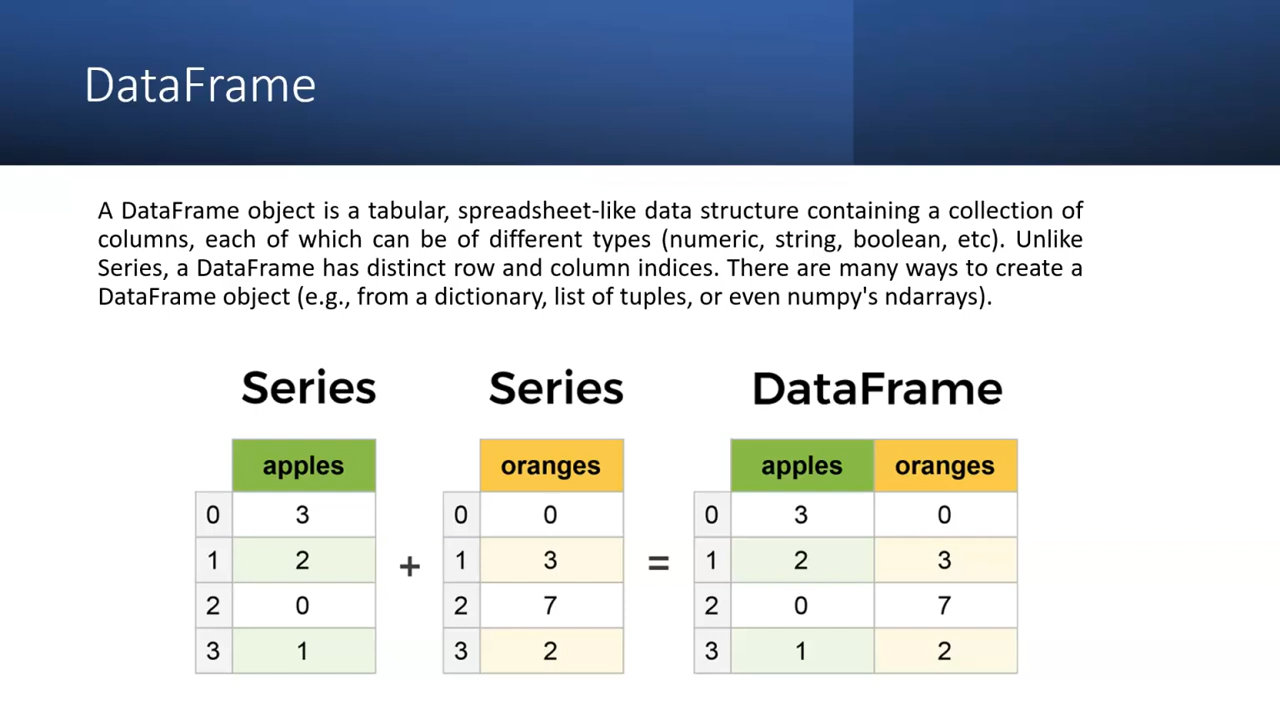 DataFrame
A DataFrame object is a tabular, spreadsheet-like data structure containing a collection of
columns, each of which can be of different types (numeric, string, boolean, etc). Unlike
Series, a DataFrame has distinct row and column indices. There are many ways to create a
DataFrame object (e.g., from a dictionary, list of tuples, or even numpy's ndarrays).
Series Series DataFrame
apples oranges apples oranges
0 3 0 0 0 3 0
1 2 1 3 1 2 3
+ =
2 0 2 7 2 0 7
3 1 3 2 3 1 2